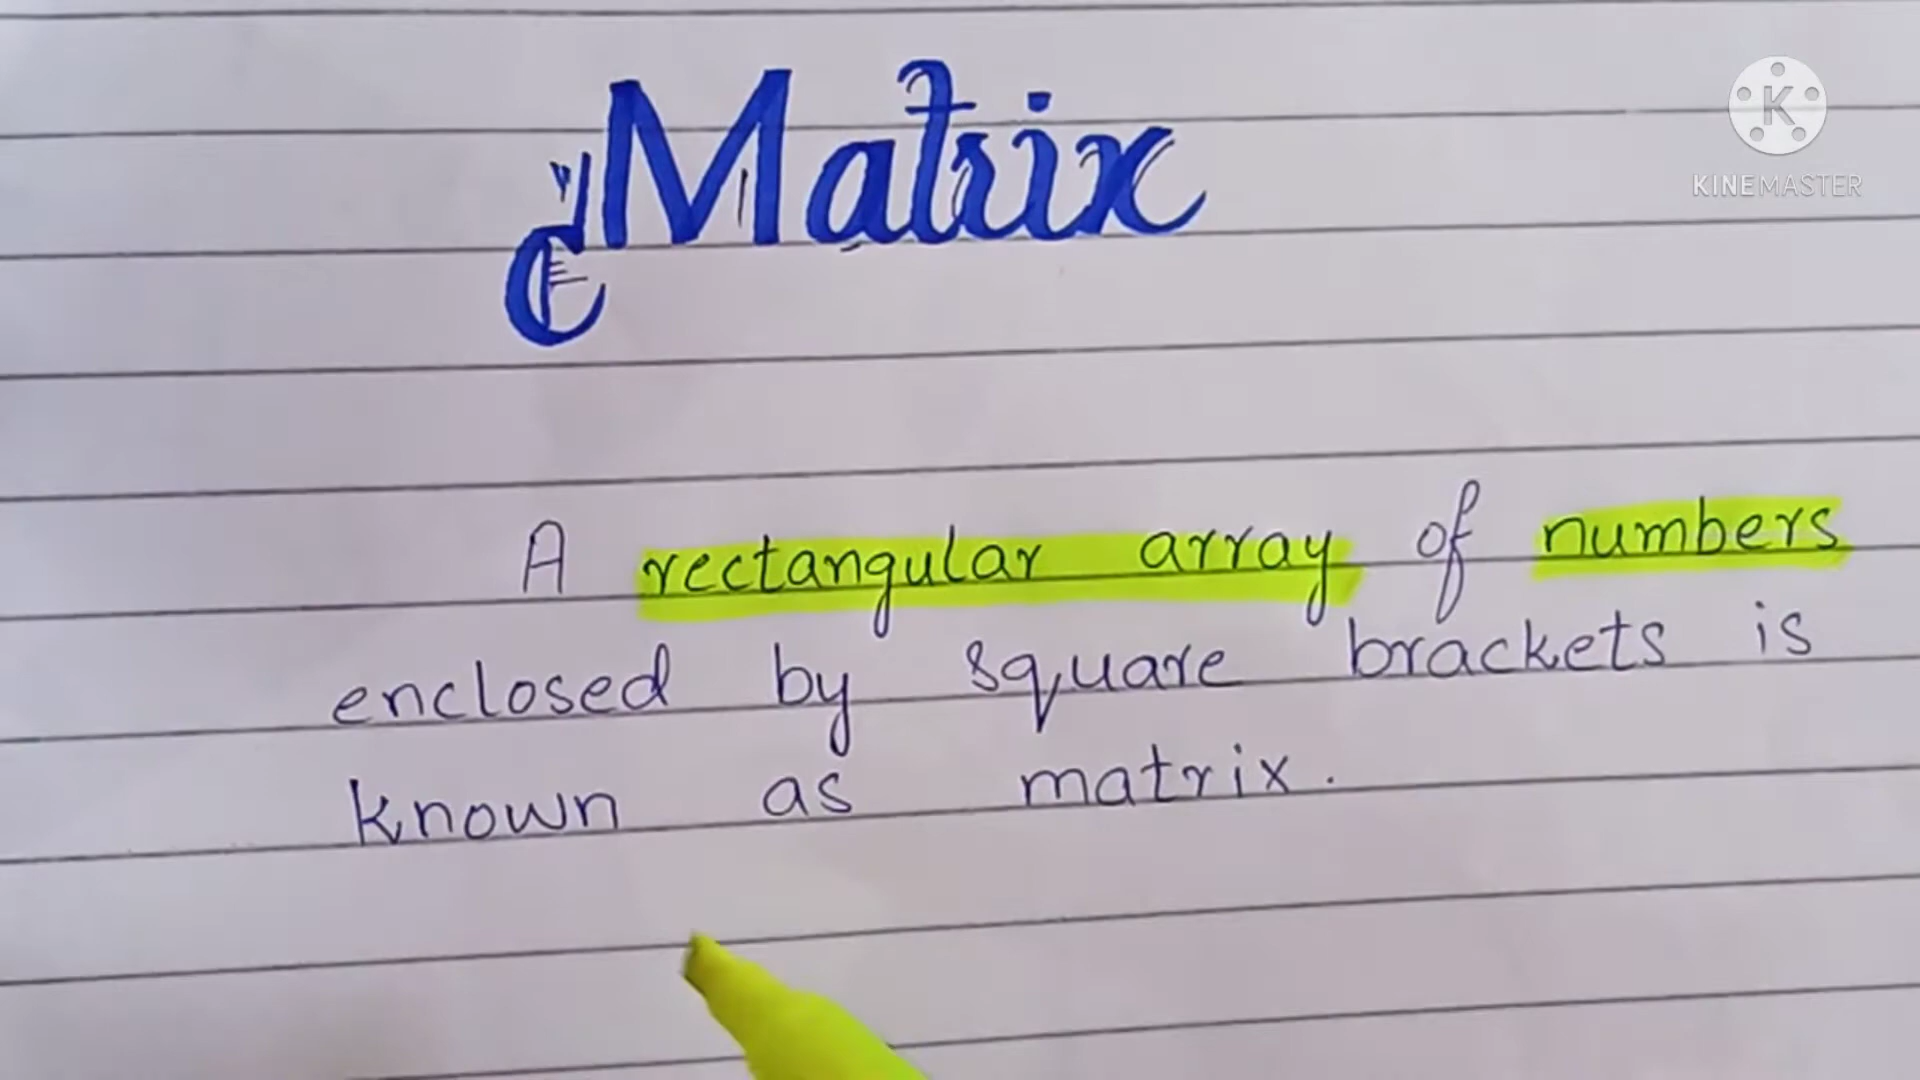 Matrix
K
KINEMASTER
A rectangular array of numbers
enclosed by square brackets is
known as matrix.